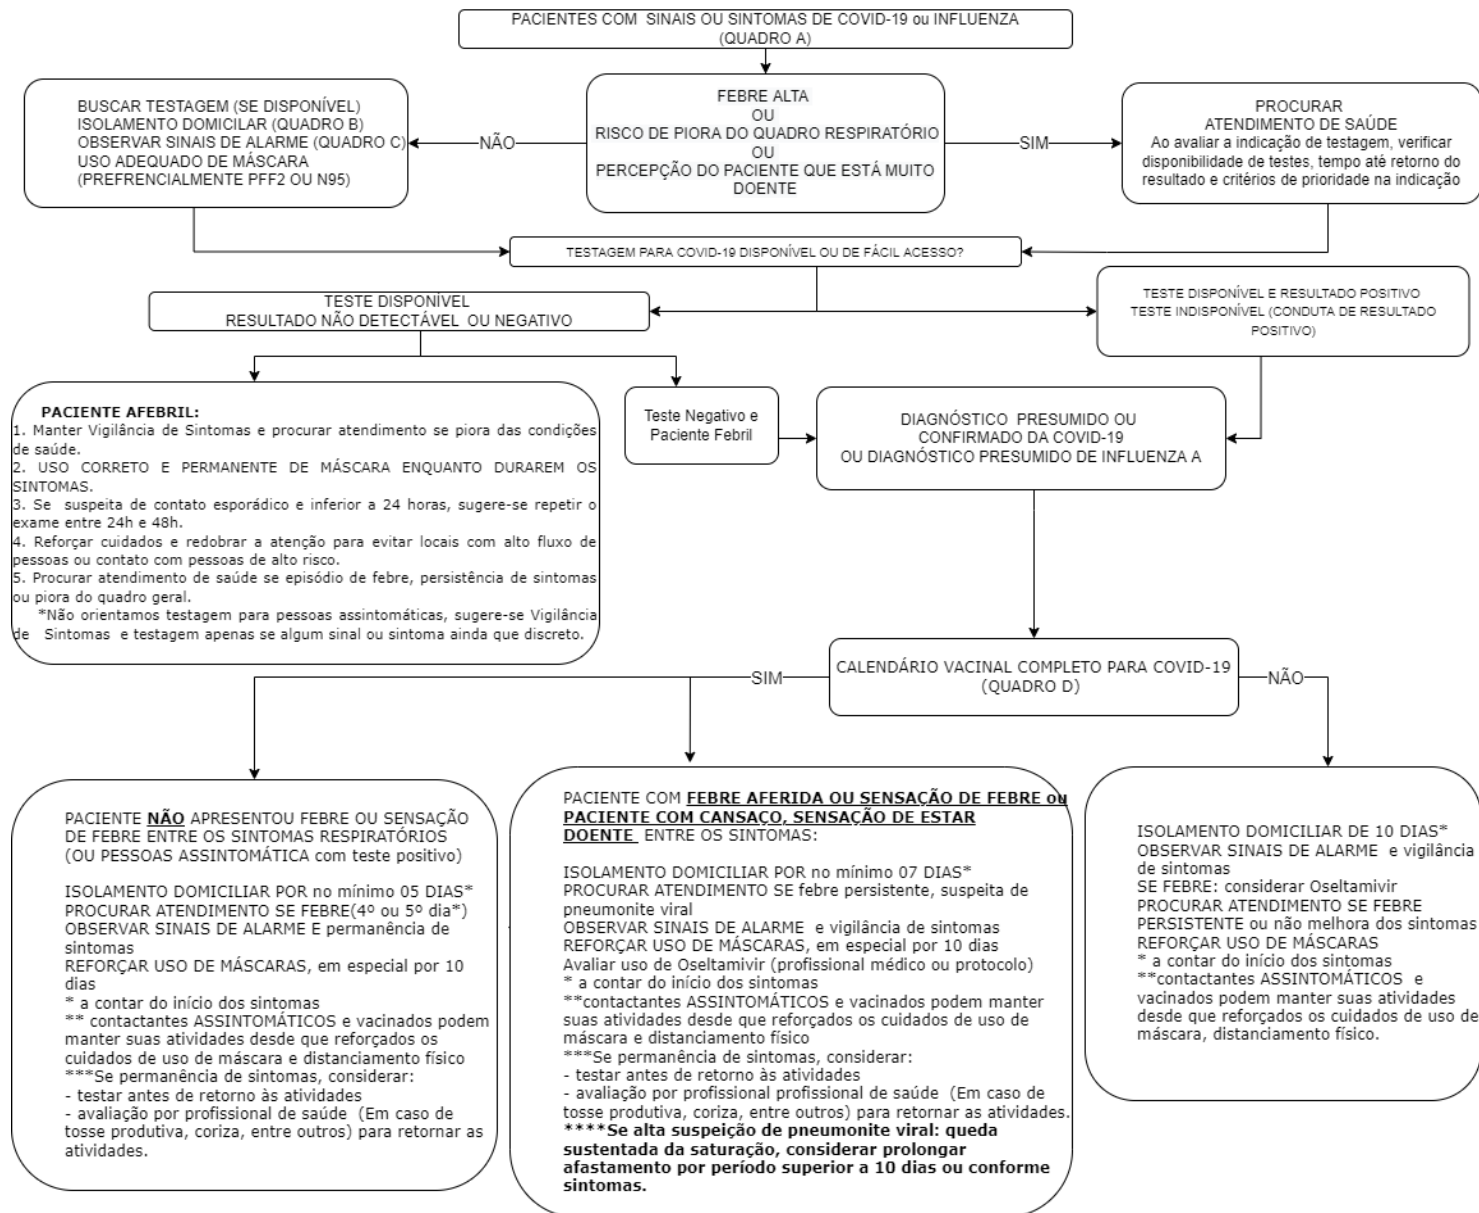 PACIENTES COM SINAIS OU SINTOMAS DE COVID-19 ou INFLUENZA
(QUADRO A)
BUSCAR TESTAGEM (SE DISPONÍVEL)
ISOLAMENTO DOMICILAR (QUADRO B)
OBSERVAR SINAIS DE ALARME (QUADRO C)
USO ADEQUADO DE MÁSCARA
(PREFRENCIALMENTE PFF2 OU N95)
NÃO
FEBRE ALTA
OU
RISCO DE PIORA DO QUADRO RESPIRATÓRIO
OU
PERCEPÇÃO DO PACIENTE QUE ESTÁ MUITO
DOENTE
SIM
PROCURAR
ATENDIMENTO DE SAÚDE
Ao avaliar a indicação de testagem, verificar
disponibilidade de testes, tempo até retorno do
resultado e critérios de prioridade na indicação
TESTAGEM PARA COVID-19 DISPONÍVEL OU DE FÁCIL ACESSO?
TESTE DISPONÍVEL
RESULTADO NÃO DETECTÁVEL OU NEGATIVO
TESTE DISPONÍVEL E RESULTADO POSITIVO
TESTE INDISPONÍVEL (CONDUTA DE RESULTADO
POSITIVO)
PACIENTE AFEBRIL:
1. Manter Vigilância de Sintomas e procurar atendimento se piora das condições
de saúde.
2. USO CORRETO E PERMANENTE DE MÁSCARA ENQUANTO DURAREM OS
SINTOMAS.
3. Se suspeita de contato esporádico e inferior a 24 horas, sugere-se repetir o
exame entre 24h e 48h.
4. Reforçar cuidados e redobrar a atenção para evitar locais com alto fluxo de
pessoas ou contato com pessoas de alto risco.
5. Procurar atendimento de saúde se episódio de febre, persistência de sintomas
ou piora do quadro geral.
*Não orientamos testagem para pessoas assintomáticas, sugere-se Vigilância
de Sintomas e testagem apenas se algum sinal ou sintoma ainda que discreto.
Teste Negativo e
Paciente Febril
DIAGNÓSTICO PRESUMIDO OU
CONFIRMADO DA COVID-19
OU DIAGNÓSTICO PRESUMIDO DE INFLUENZA A
CALENDÁRIO VACINAL COMPLETO PARA COVID-19
(QUADRO D)
SIM
NÃO
PACIENTE NÃO APRESENTOU FEBRE OU SENSAÇÃO
DE FEBRE ENTRE OS SINTOMAS RESPIRATÓRIOS
(OU PESSOAS ASSINTOMÁTICA com teste positivo)
ISOLAMENTO DOMICILIAR POR no mínimo 05 DIAS*
PROCURAR ATENDIMENTO SE FEBRE(4º ou 5º dia*)
OBSERVAR SINAIS DE ALARME E permanência de
sintomas
REFORÇAR USO DE MÁSCARAS, em especial por 10
dias
* a contar do início dos sintomas
** contactantes ASSINTOMÁTICOS e vacinados podem
manter suas atividades desde que reforçados os
cuidados de uso de máscara e distanciamento físico
***Se permanência de sintomas, considerar:
- testar antes de retorno às atividades
- avaliação por profissional de saúde (Em caso de
tosse produtiva, coriza, entre outros) para retornar as
atividades.
PACIENTE COM FEBRE AFERIDA OU SENSAÇÃO DE FEBRE ou
PACIENTE COM CANSAÇO, SENSAÇÃO DE ESTAR
DOENTE ENTRE OS SINTOMAS:
ISOLAMENTO DOMICILIAR POR no mínimo 07 DIAS*
PROCURAR ATENDIMENTO SE febre persistente, suspeita de
pneumonite viral
OBSERVAR SINAIS DE ALARME e vigilância de sintomas
REFORÇAR USO DE MÁSCARAS, em especial por 10 dias
Avaliar uso de Oseltamivir (profissional médico ou protocolo)
* a contar do início dos sintomas
**contactantes ASSINTOMÁTICOS e vacinados podem manter
suas atividades desde que reforçados os cuidados de uso de
máscara e distanciamento físico
***Se permanência de sintomas, considerar:
- testar antes de retorno às atividades
- avaliação por profissional profissional de saúde (Em caso de
tosse produtiva, coriza, entre outros) para retornar as atividades.
****Se alta suspeição de pneumonite viral: queda
sustentada da saturação, considerar prolongar
afastamento por período superior a 10 dias ou conforme
sintomas.
ISOLAMENTO DOMICILIAR DE 10 DIAS*
OBSERVAR SINAIS DE ALARME e vigilância
de sintomas
SE FEBRE: considerar Oseltamivir
PROCURAR ATENDIMENTO SE FEBRE
PERSISTENTE ou não melhora dos sintomas
REFORÇAR USO DE MÁSCARAS
* a contar do início dos sintomas
**contactantes ASSINTOMÁTICOS e
vacinados podem manter suas atividades
desde que reforçados os cuidados de uso de
máscara, distanciamento físico.